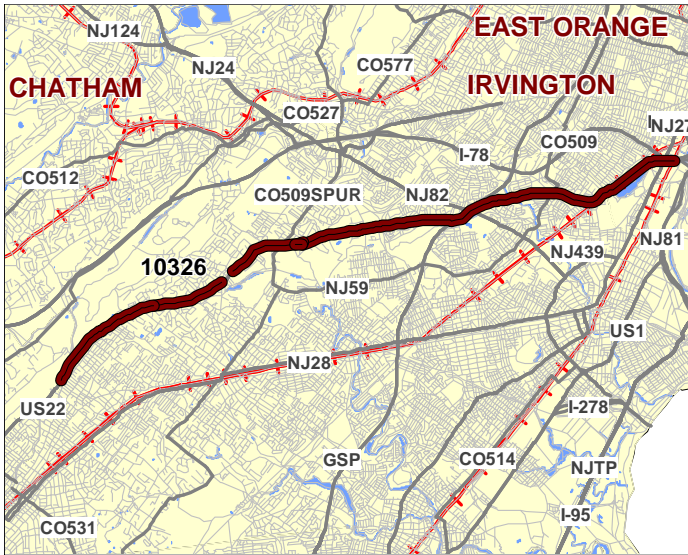 EAST ORANGE
NJ124
NJ24
CO577
CHATHAM
IRVINGTON
CO527
CO509
NJ27
I-78
CO512
CO509SPUR
NJ82
NJ81
10326
NJ439
NJ59
US1
NJ28
US22
I-278
GSP
CO514
NJTP
I-95
CO531